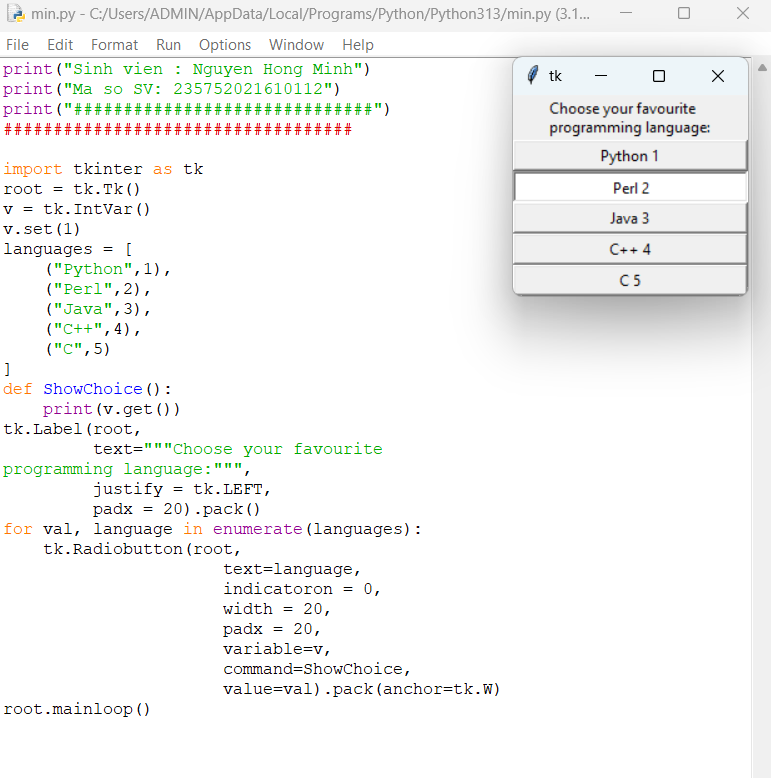 min.py - C:/Users/ADMIN/AppData/Local/Programs/Python/Python313/min.py (3.1...
File Edit Format Run Options Window Help
print("Sinh vien : Nguyen Hong Minh")
print("Ma so SV: 235752021610112")
print("##############################")
###################################
import tkinter as tk
root = tk.Tk()
v = tk.IntVar()
v.set(1)
languages = [
    ("Python",1),
    ("Perl",2),
    ("Java",3),
    ("C++",4),
    ("C",5)
]
def ShowChoice():
    print(v.get())
tk.Label(root,
         text="""Choose your favourite
programming language:""",
         justify = tk.LEFT,
         padx = 20).pack()
for val, language in enumerate(languages):
    tk.Radiobutton(root,
                      text=language,
                      indicatoron = 0,
                      width = 20,
                      padx = 20,
                      variable=v,
                      command=ShowChoice,
                      value=val).pack(anchor=tk.W)
root.mainloop()
tk
Choose your favourite
programming language:
Python 1
Perl 2
Java 3
C++ 4
C 5